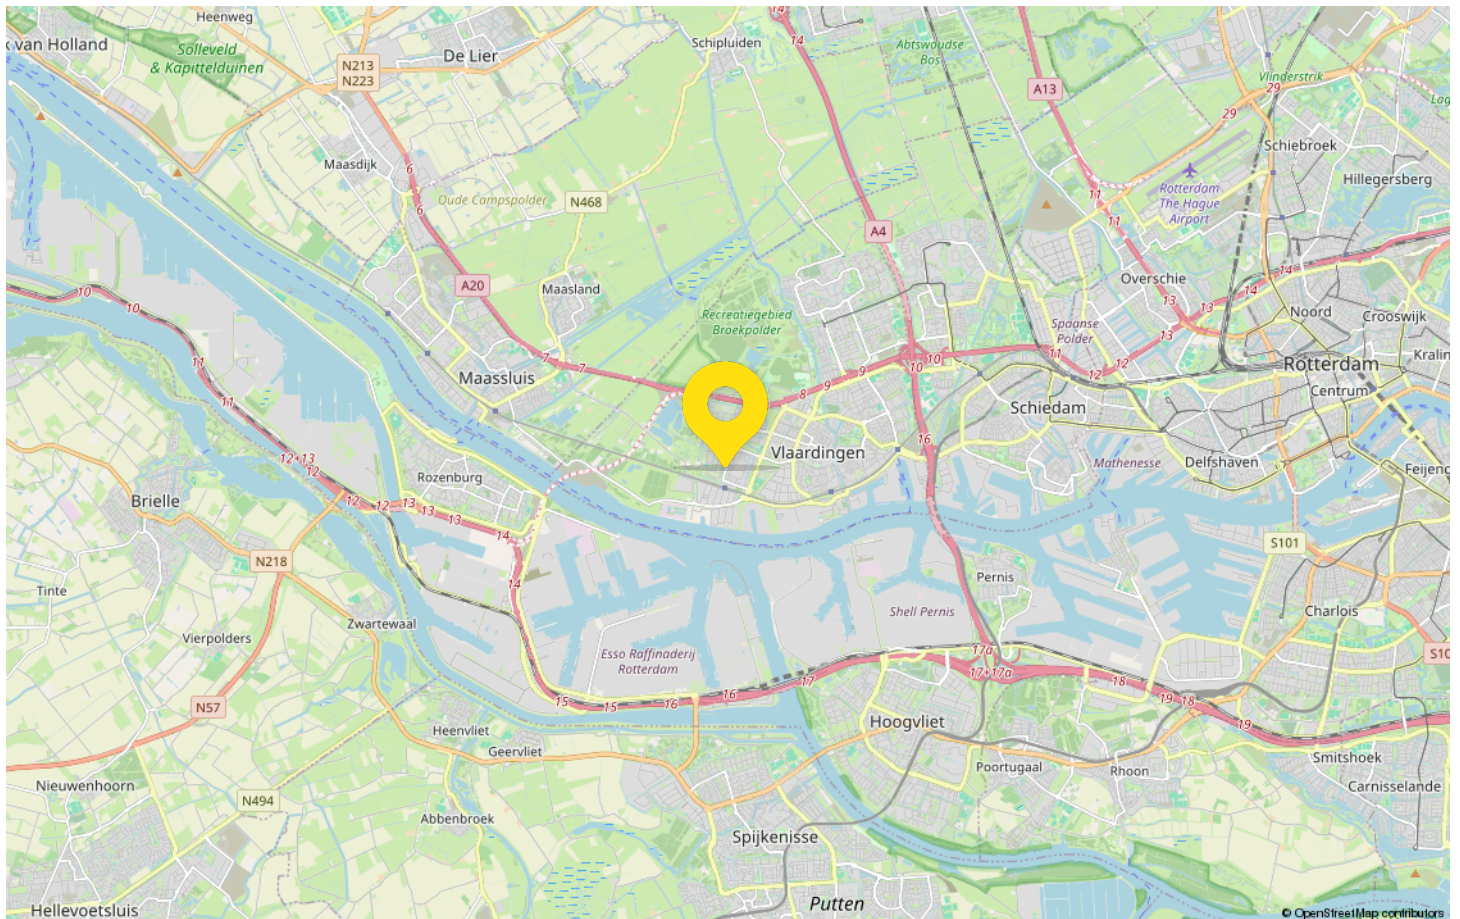 Heenweg
van Holland
Solleveld
& Kapittelduinen
N213
N223
De Lier
Schipluiden
14
Abtswoudse
Bos
A13
Vlinderstrik
29
29
Schiebroek
Hillegersberg
Maasdijk
6
6
Oude Campspolder
N468
Rotterdam
The Hague
Airport
11
11
A4
A20
Maasland
Overschie
14
14
13
13
13
10
10
Recreatiegebied
Broekpolder
Spaanse
Polder
Noord
Crooswijk
Maassluis
7
7
8
9
9
10
10
11
12
12
Rotterdam
Centrum
Schiedam
11
11
16
Vlaardingen
Mathenesse
Delfshaven
12+13
12
12
12
13
13
13
14
14
Rozenburg
Brielle
N218
S101
Tinte
Vierpolders
Zwartewaal
Pernis
Shell Pernis
Charlois
Esso Raffinaderij
Rotterdam
17a
17+17a
15
15
16
16
17
18
19
18
19
N57
Heenvliet
Geervliet
Hoogvliet
Poortugaal
Rhoon
Smitshoek
Carnisselande
Nieuwenhoorn
N494
Abbenbroek
Spijkenisse
Putten
Hellevoetsluis
© OpenStreetMap contributors